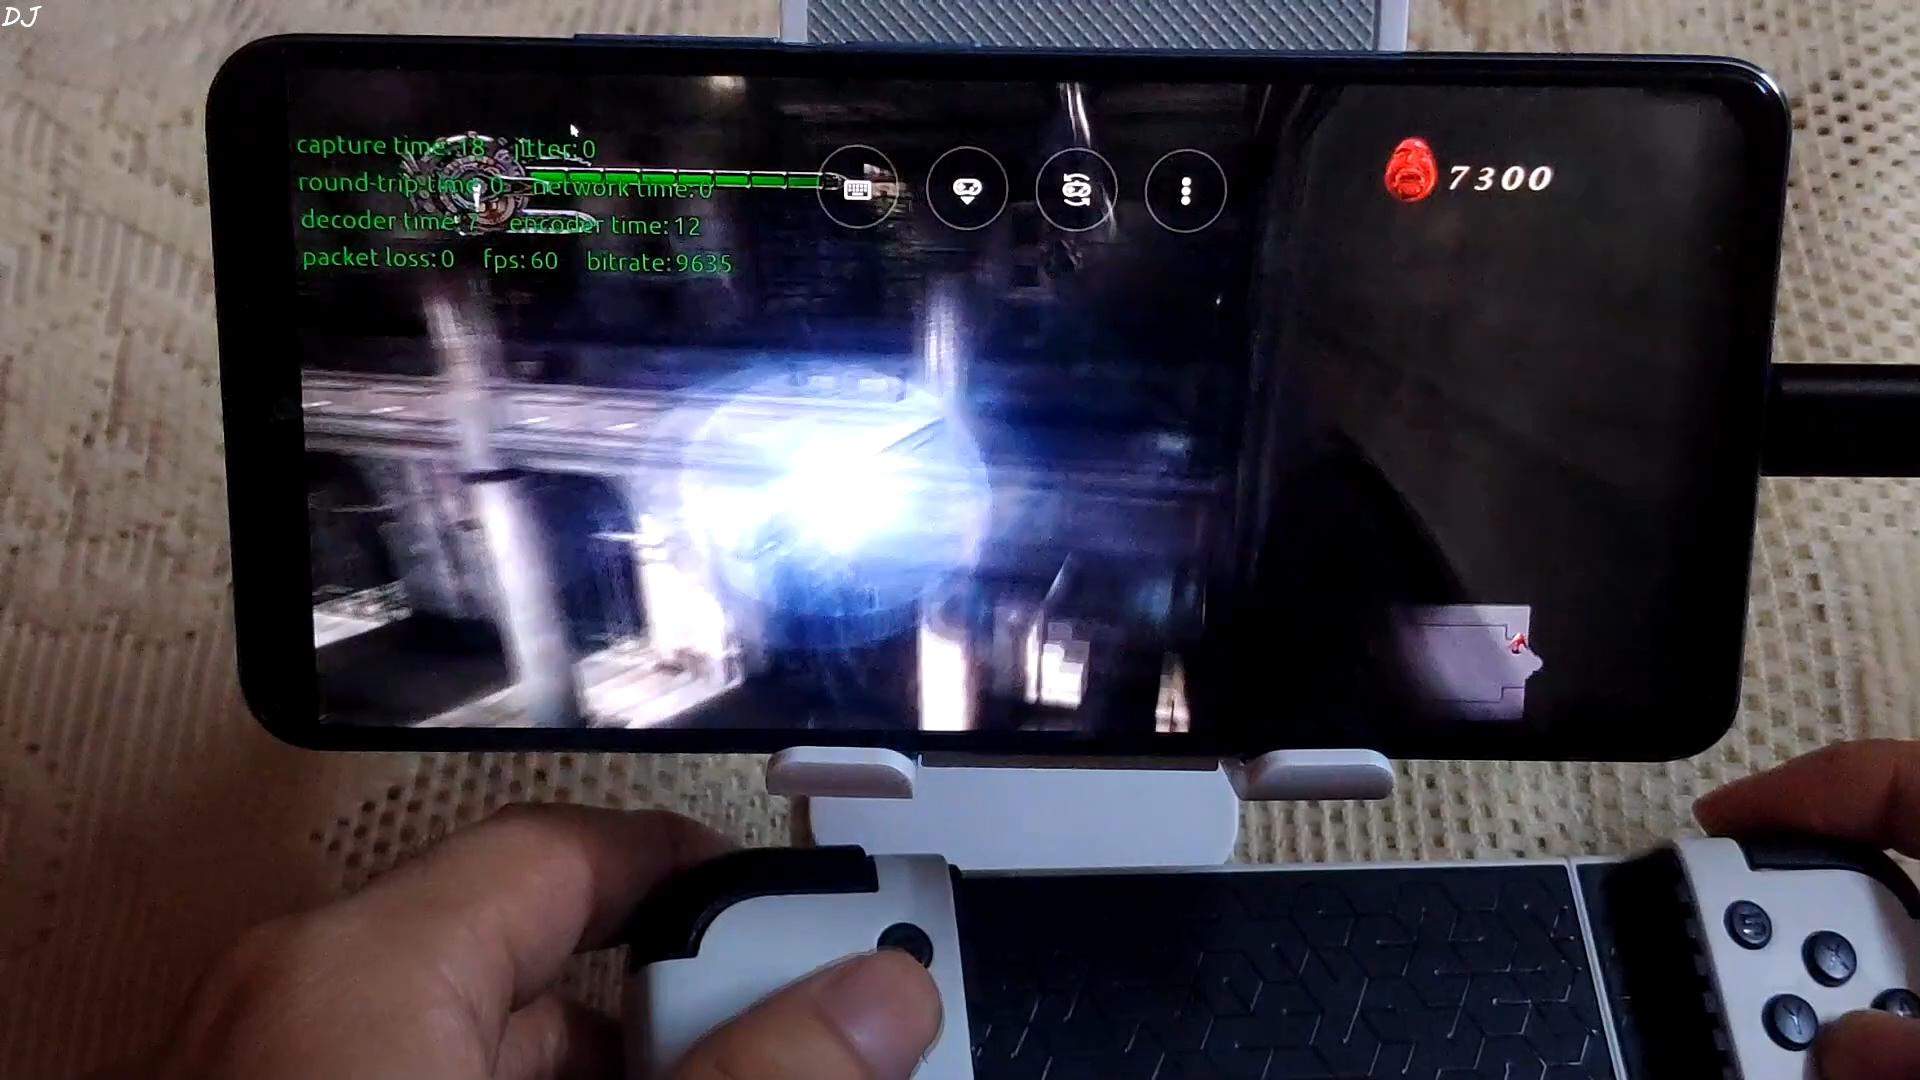 DJ
capture time: 18 jitter: 0
round-trip-time: 0 network time: 0
decoder time: 7 encoder time: 12
packet loss: 0 fps: 60 bitrate: 9635
7300
X
Y